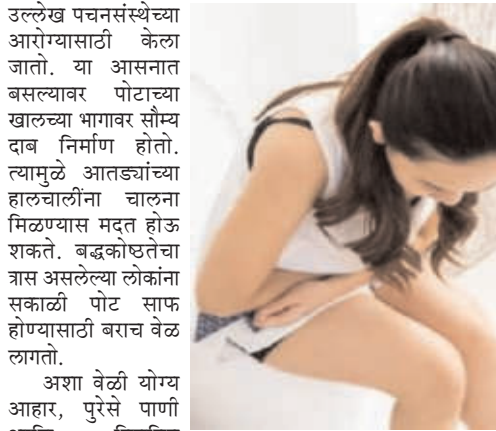 उल्लेख पचनसंस्थेच्या
आरोग्यासाठी केला
जातो. या आसनात
बसल्यावर पोटाच्या
खालच्या भागावर सौम्य
दाब निर्माण होतो.
त्यामुळे आतड्यांच्या
हालचालींना चालना
मिळण्यास मदत होऊ
शकते. बद्धकोष्ठतेचा
त्रास असलेल्या लोकांना
सकाळी पोट साफ
होण्यासाठी बराच वेळ
लागतो.
अशा वेळी योग्य
आहार, पुरेसे पाणी